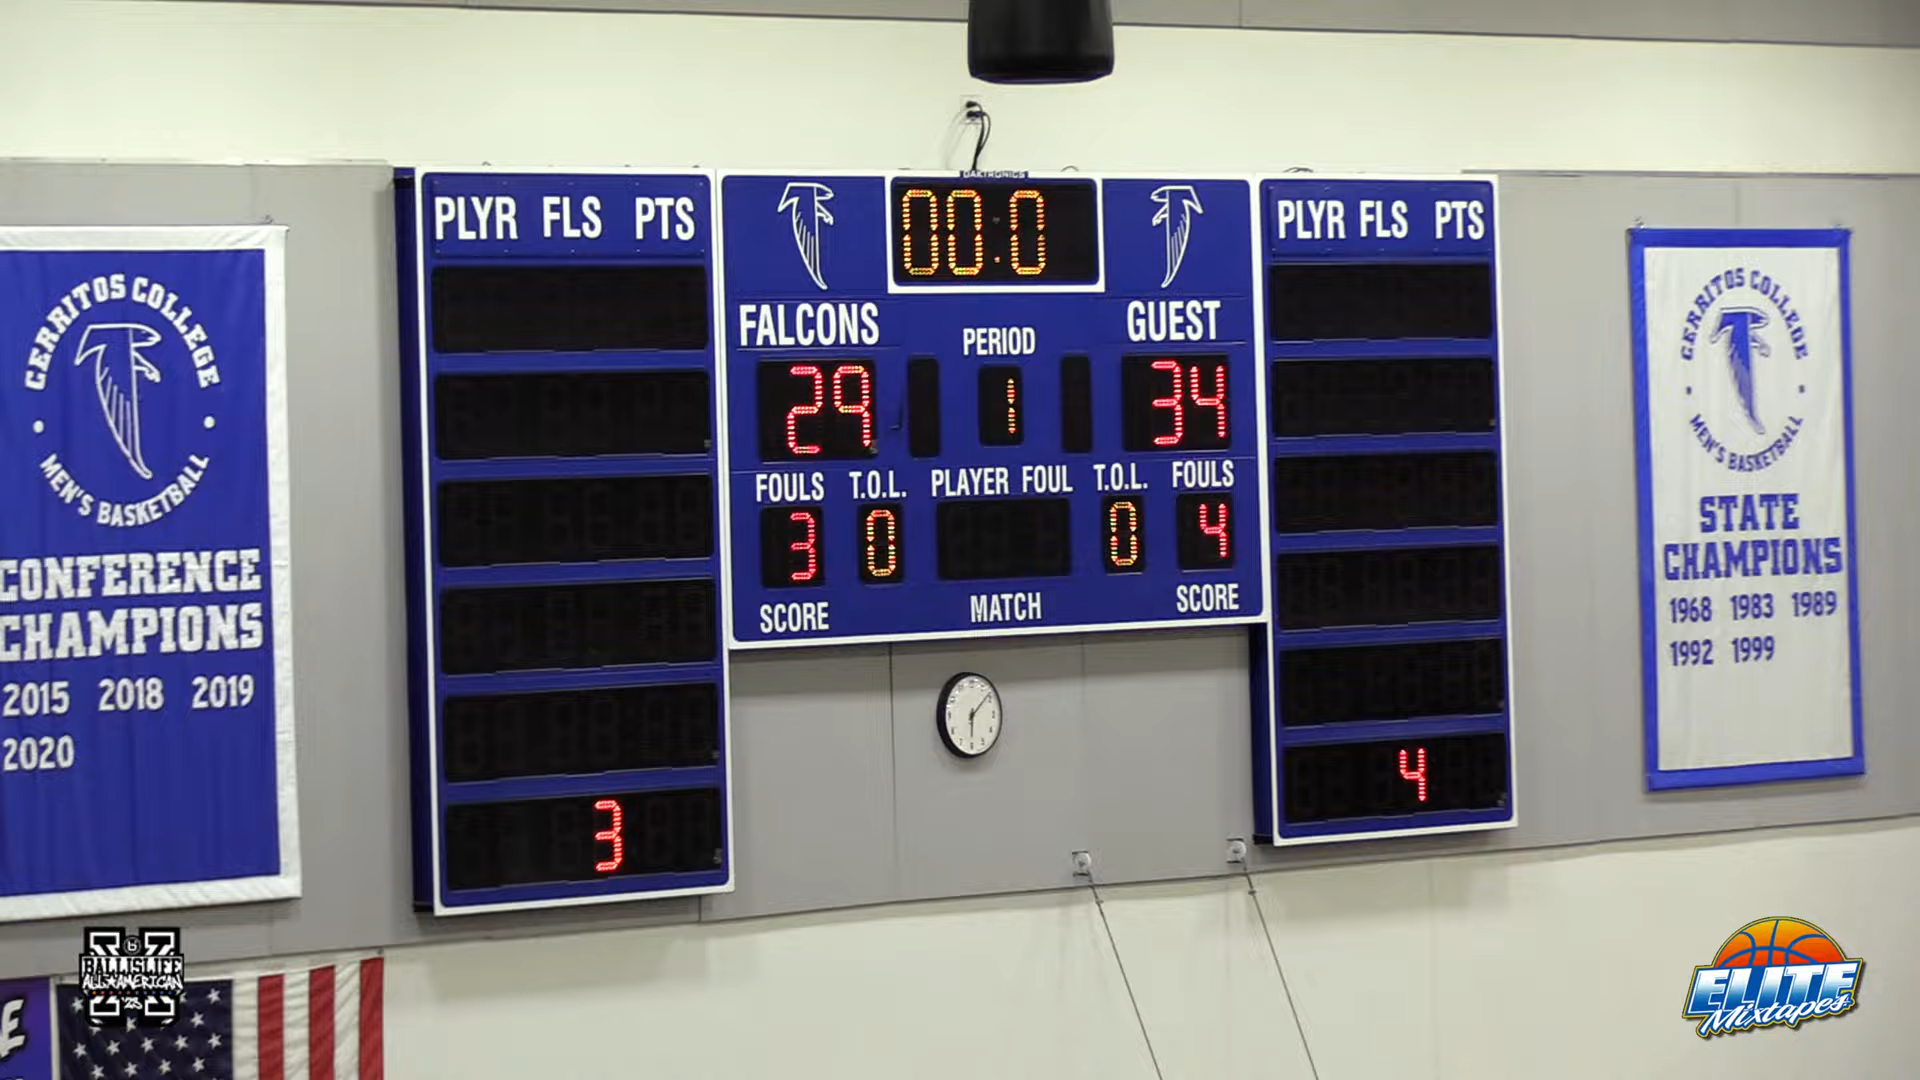 DAKTRONICS
PLYR FLS PTS
00:0
PLYR FLS PTS
FALCONS
GUEST
PERIOD
29
1
34
FOULS T.O.L. PLAYER FOUL T.O.L. FOULS
3 0 0 4
SCORE MATCH SCORE
3
4
CERRITOS COLLEGE
MEN'S BASKETBALL
CONFERENCE
CHAMPIONS
2015 2018 2019
2020
CERRITOS COLLEGE
MEN'S BASKETBALL
STATE
CHAMPIONS
1968 1983 1989
1992 1999
BALLISLIFE
ALL AMERICAN
'23
ELITE
Mixtapes